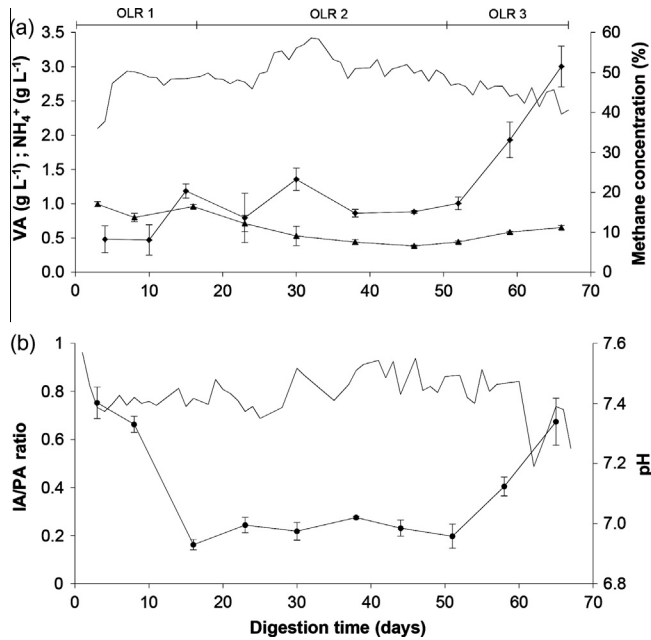 OLR 1 OLR 2 OLR 3
(a)
3.5
3.0
2.5
2.0
1.5
1.0
0.5
0.0
VA (g L⁻¹) ; NH₄⁺ (g L⁻¹)
60
50
40
30
20
10
0
Methane concentration (%)
0 10 20 30 40 50 60 70
(b)
1
0.8
0.6
0.4
0.2
0
IA/PA ratio
7.6
7.4
7.2
7.0
6.8
pH
0 10 20 30 40 50 60 70
Digestion time (days)